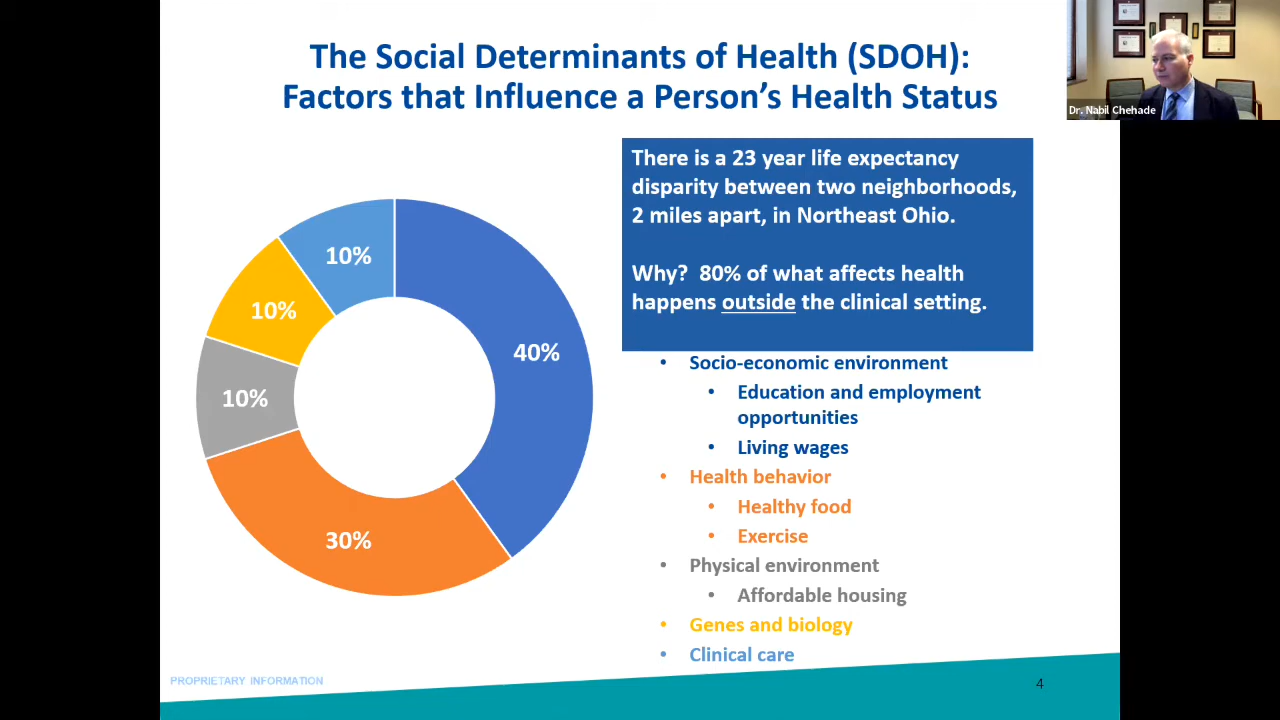 The Social Determinants of Health (SDOH):
Factors that Influence a Person's Health Status
Dr. Nabil Chehade
There is a 23 year life expectancy
disparity between two neighborhoods,
2 miles apart, in Northeast Ohio.
Why? 80% of what affects health
happens outside the clinical setting.
10%
10%
10%
40%
30%
• Socio-economic environment
• Education and employment
opportunities
• Living wages
• Health behavior
• Healthy food
• Exercise
• Physical environment
• Affordable housing
• Genes and biology
• Clinical care
PROPRIETARY INFORMATION
4